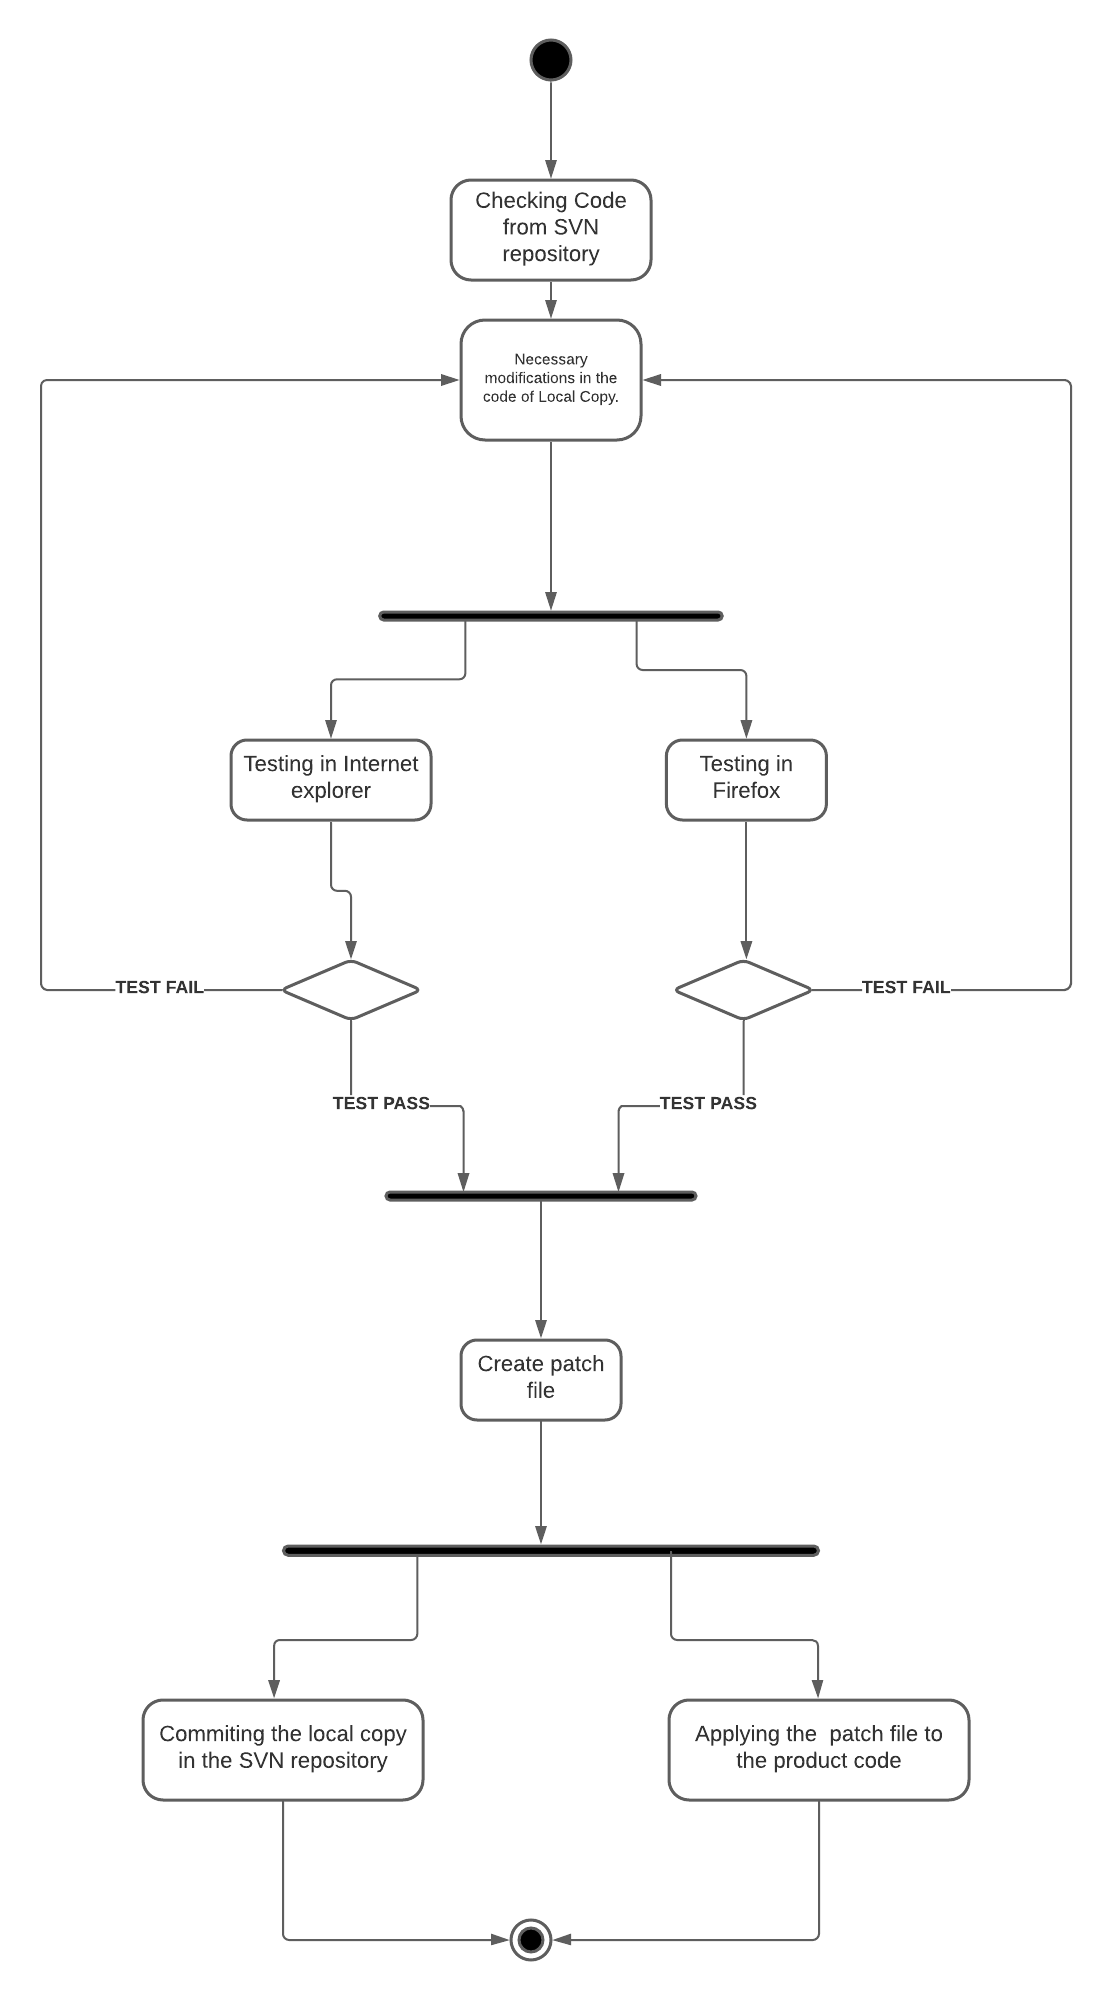 Checking Code
from SVN
repository
Necessary
modifications in the
code of Local Copy.
Testing in Internet
explorer
Testing in
Firefox
TEST FAIL
TEST FAIL
TEST PASS
TEST PASS
Create patch
file
Commiting the local copy
in the SVN repository
Applying the  patch file to
the product code